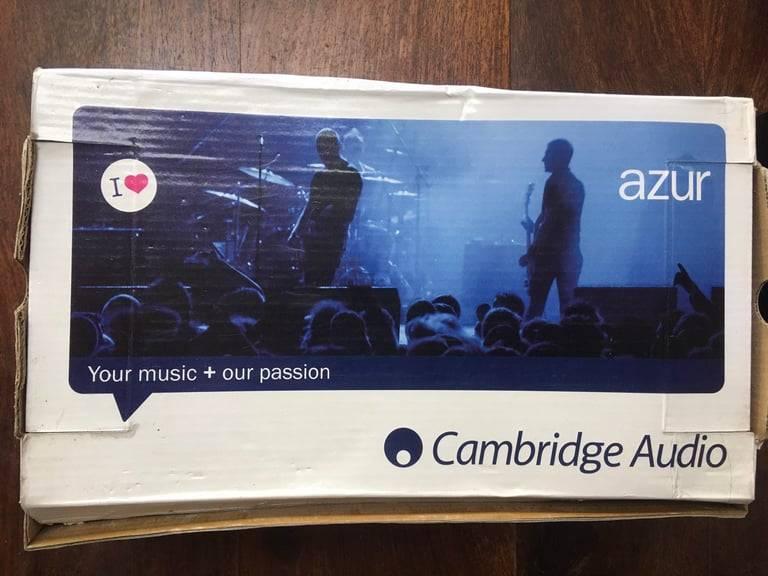 I❤
azur
Your music + our passion
Cambridge Audio